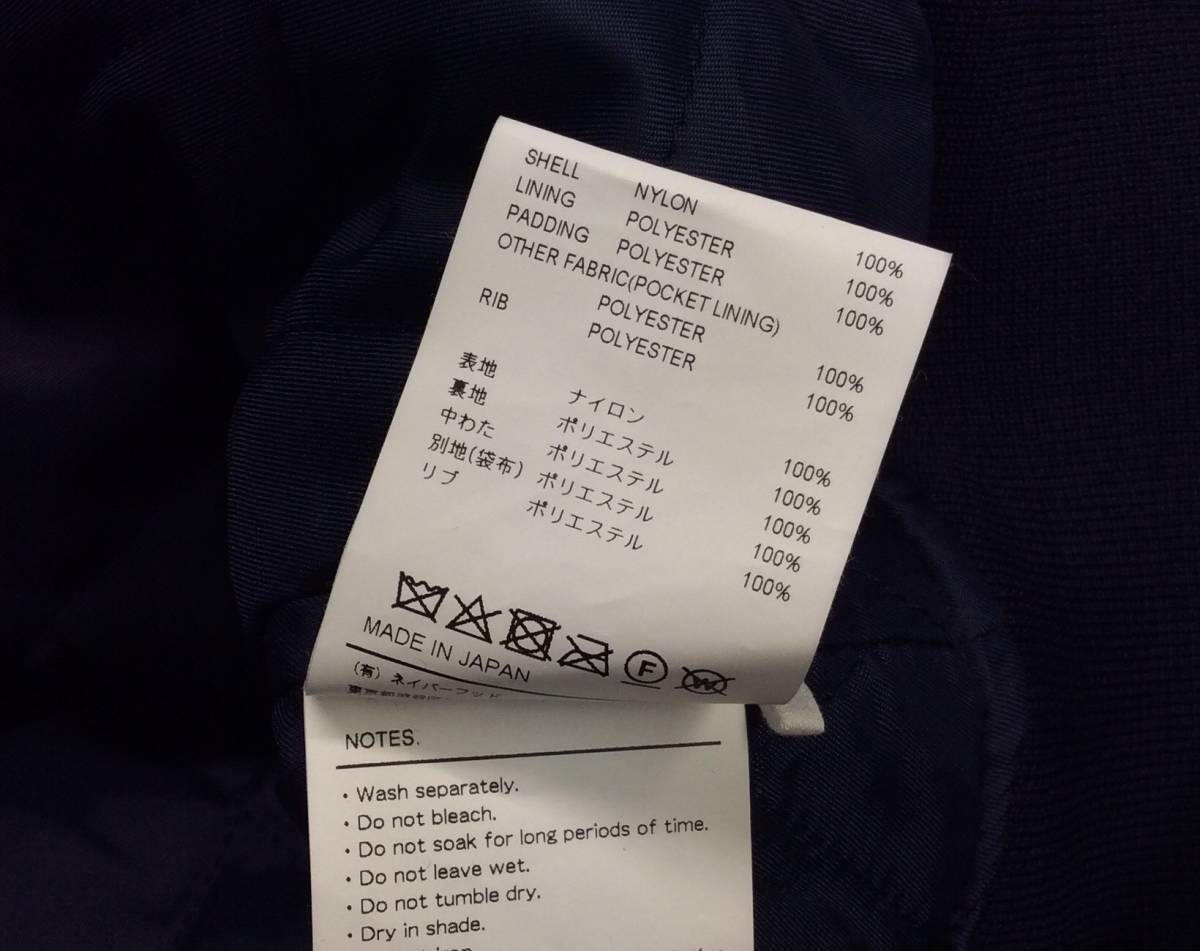 SHELL NYLON 100%
LINING POLYESTER 100%
PADDING POLYESTER 100%
OTHER FABRIC(POCKET LINING)
POLYESTER 100%
RIB POLYESTER 100%
表地 ナイロン 100%
裏地 ポリエステル 100%
中わた ポリエステル 100%
別地(袋布) ポリエステル 100%
リブ ポリエステル 100%
F W
MADE IN JAPAN
(有) ネイバーフッド
NOTES.
・Wash separately.
・Do not bleach.
・Do not soak for long periods of time.
・Do not leave wet.
・Do not tumble dry.
・Dry in shade.